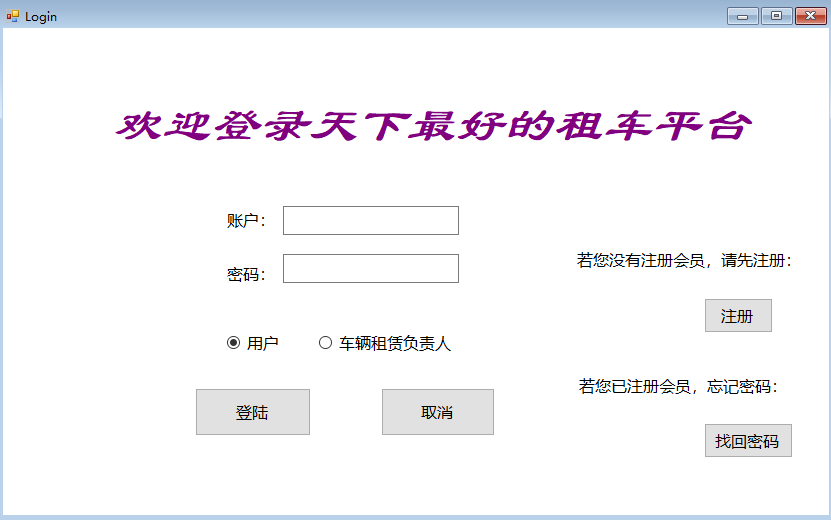 Login
欢迎登录天下最好的租车平台
账户：
密码：
若您没有注册会员，请先注册：
注册
用户 车辆租赁负责人
若您已注册会员，忘记密码：
登陆 取消
找回密码